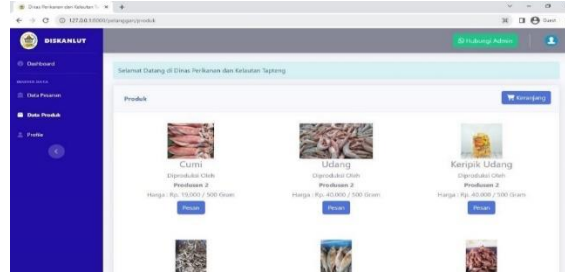 Dinas Perikanan dan Kelautan
127.0.0.1:8000/pelanggan/produk
DISKANLUT
Hubungi Admin
Dashboard
Selamat Datang di Dinas Perikanan dan Kelautan Tapteng
Data Pesanan
Produk
Keranjang
Data Produk
Profile
Cumi
Udang
Keripik Udang
Diproduksi Oleh
Diproduksi Oleh
Diproduksi Oleh
Produsen 2
Produsen 2
Produsen 2
Harga : Rp. 19,000 / 500 Gram
Harga : Rp. 40,000 / 500 Gram
Harga : Rp. 40,000 / 500 Gram
Pesan
Pesan
Pesan